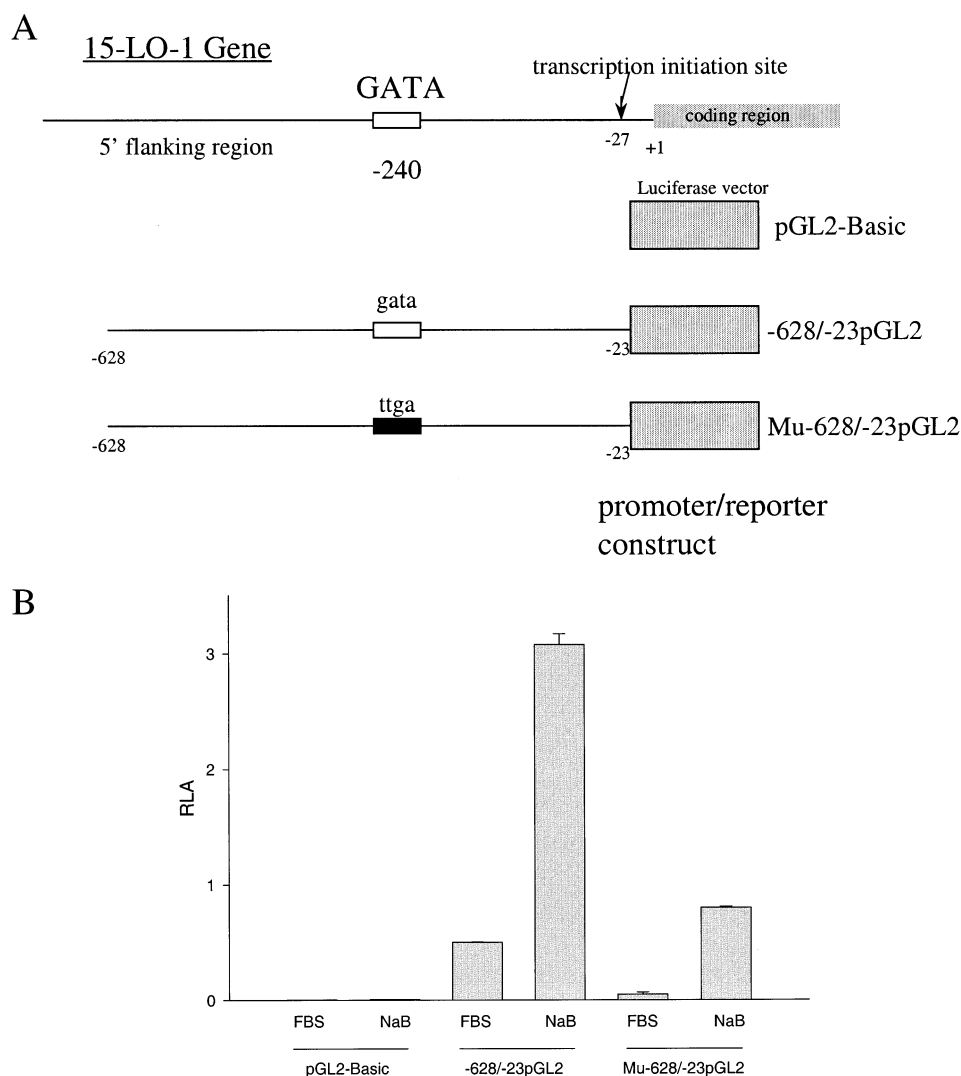 A
15-LO-1 Gene
transcription initiation site
GATA
coding region
5' flanking region
-27
+1
-240
Luciferase vector
pGL2-Basic
gata
-628/-23pGL2
-628
-23
ttga
Mu-628/-23pGL2
-628
-23
promoter/reporter
construct
B
3
2
1
0
RLA
FBS NaB FBS NaB FBS NaB
pGL2-Basic -628/-23pGL2 Mu-628/-23pGL2